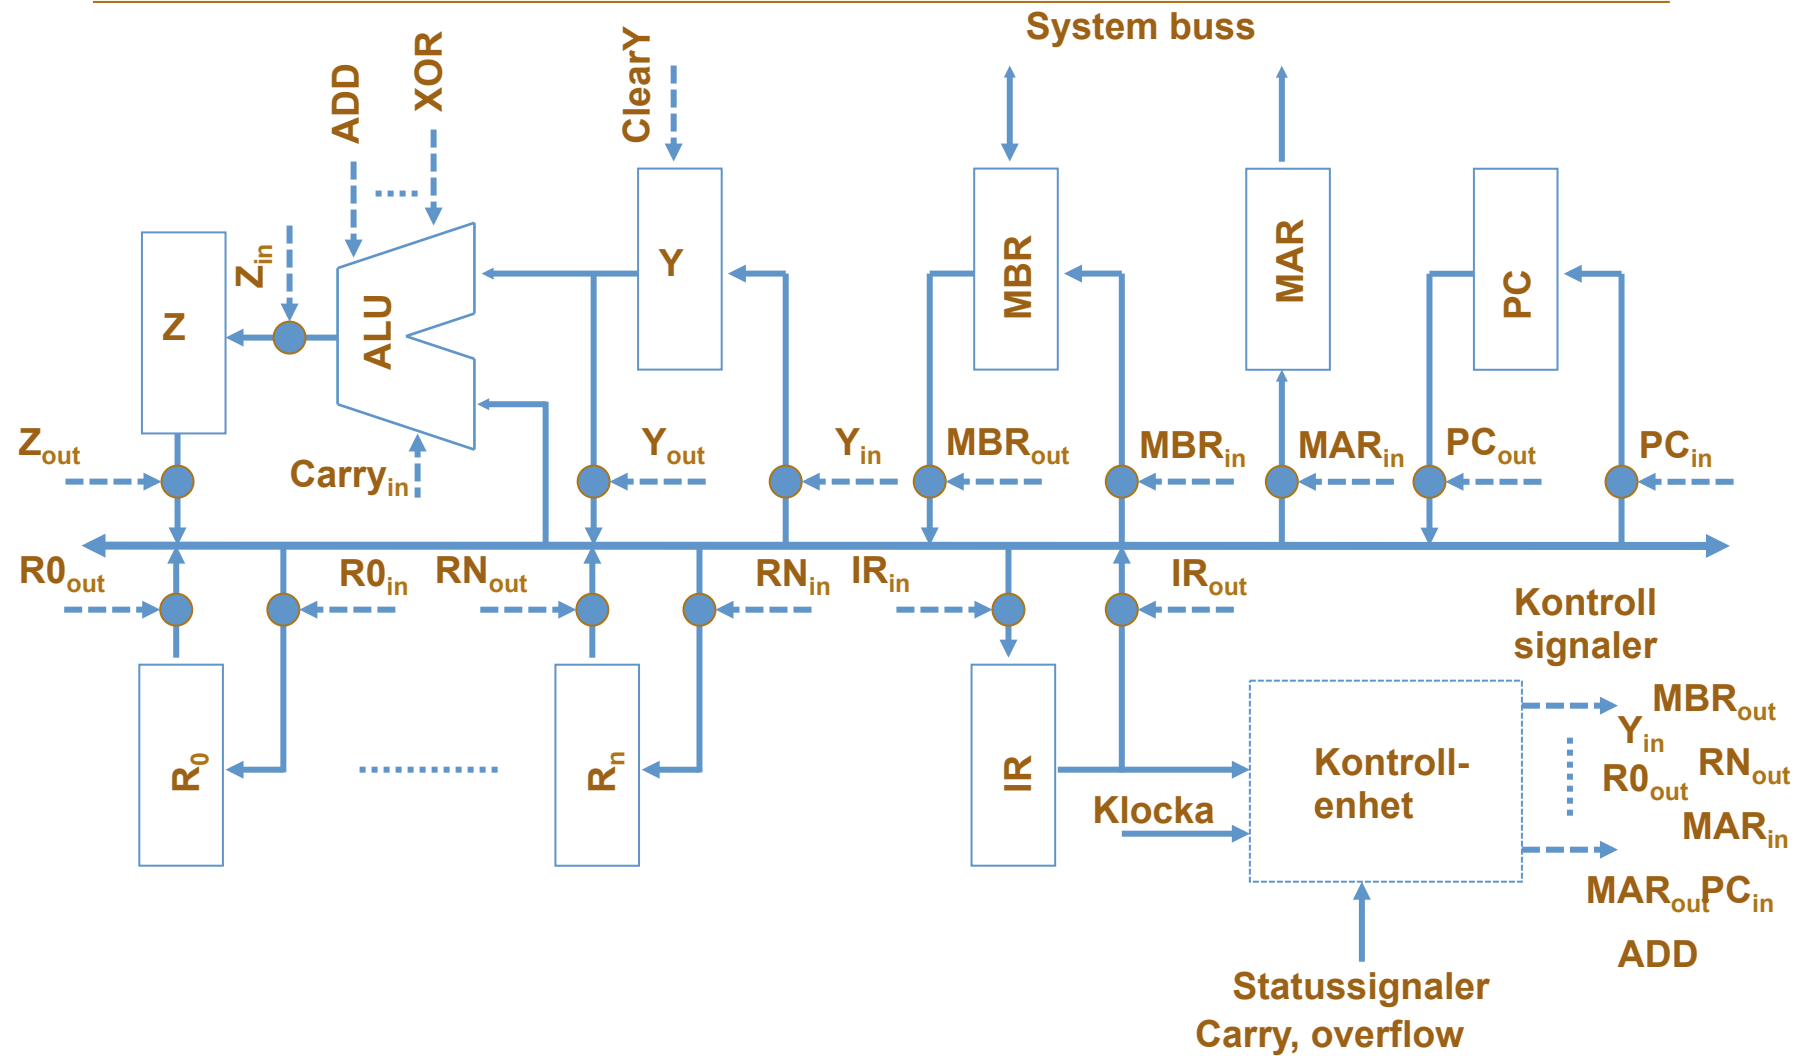 System buss
ADD
XOR
ClearY
Z
Zin
ALU
Y
MBR
MAR
PC
Zout
Carryin
Yout
Yin
MBRout
MBRin
MARin
PCout
PCin
R0out
R0in
RNout
RNin
IRin
IRout
R0
Rn
IR
Klocka
Kontroll-
enhet
Kontroll
signaler
MBRout
Yin
RNout
R0out
MARin
MARout
PCin
ADD
Statussignaler
Carry, overflow